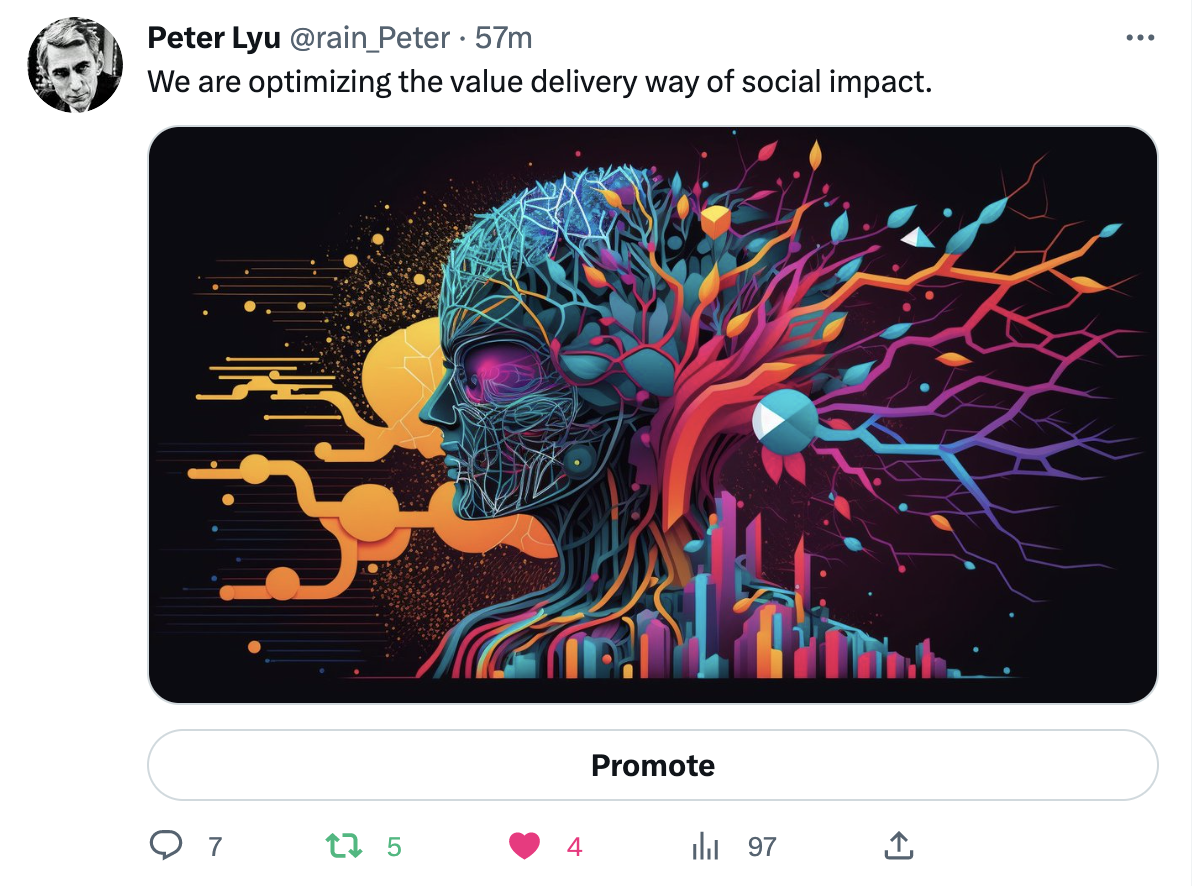 Peter Lyu @rain_Peter · 57m
We are optimizing the value delivery way of social impact.
Promote
7 5 4 97